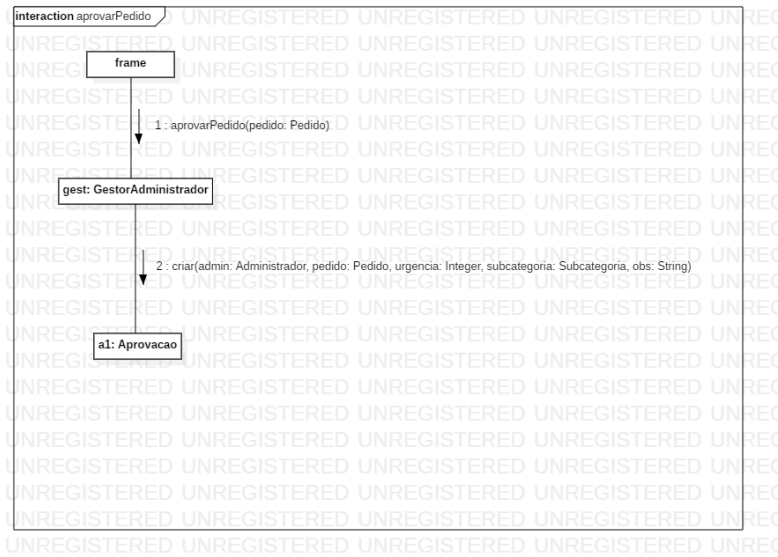 interaction aprovarPedido
frame
1 : aprovarPedido(pedido: Pedido)
gest: GestorAdministrador
2 : criar(admin: Administrador, pedido: Pedido, urgencia: Integer, subcategoria: Subcategoria, obs: String)
a1: Aprovacao
UNREGISTERED